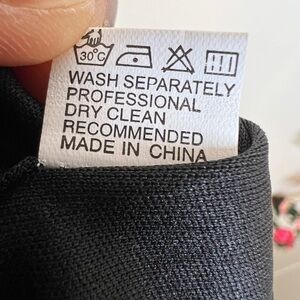 30°C
WASH SEPARATELY
PROFESSIONAL
DRY CLEAN
RECOMMENDED
MADE IN CHINA